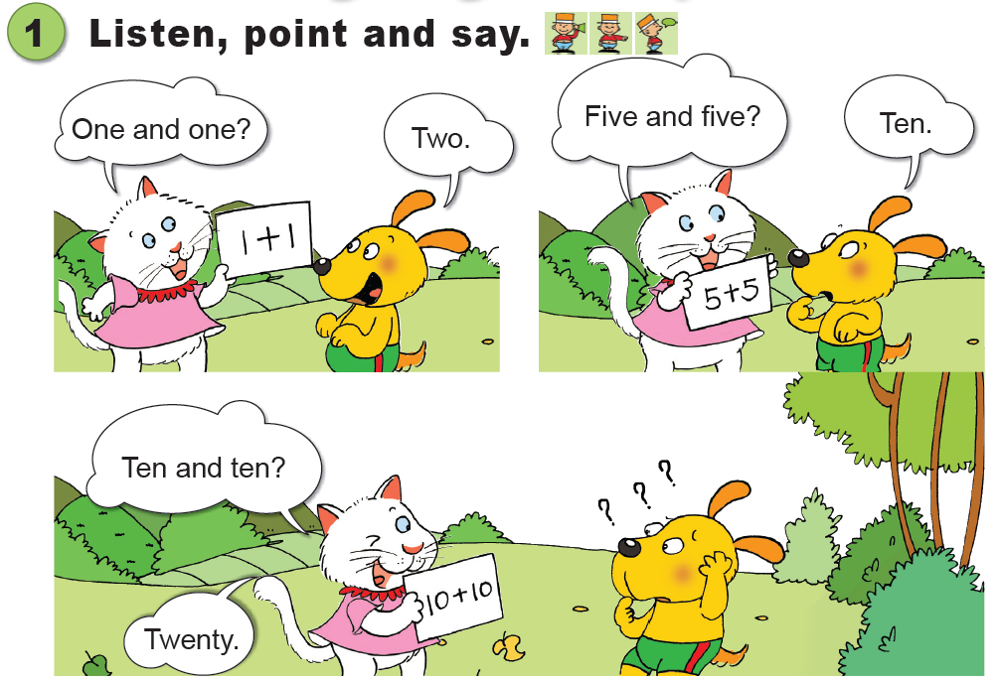 1 Listen, point and say.
One and one?
Two.
1+1
Five and five?
Ten.
5+5
Ten and ten?
? ? ?
10+10
Twenty.